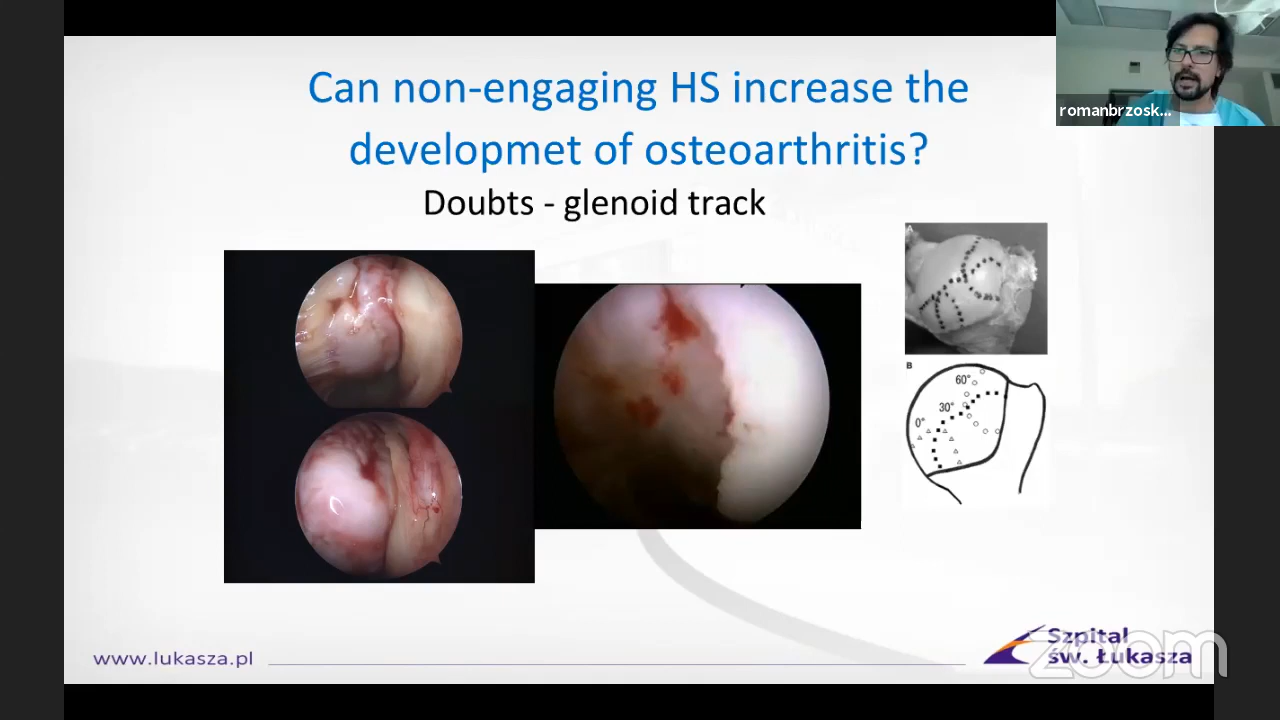 Can non-engaging HS increase the
developmet of osteoarthritis?
Doubts - glenoid track
romanbrzosk...
A
B
60°
30°
0°
www.lukasza.pl
Szpital
św. Łukasza
zoom